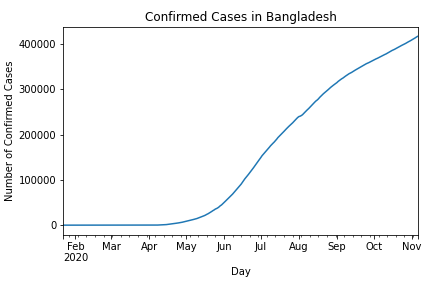 Confirmed Cases in Bangladesh
Number of Confirmed Cases
400000
300000
200000
100000
0
Feb Mar Apr May Jun Jul Aug Sep Oct Nov
2020
Day